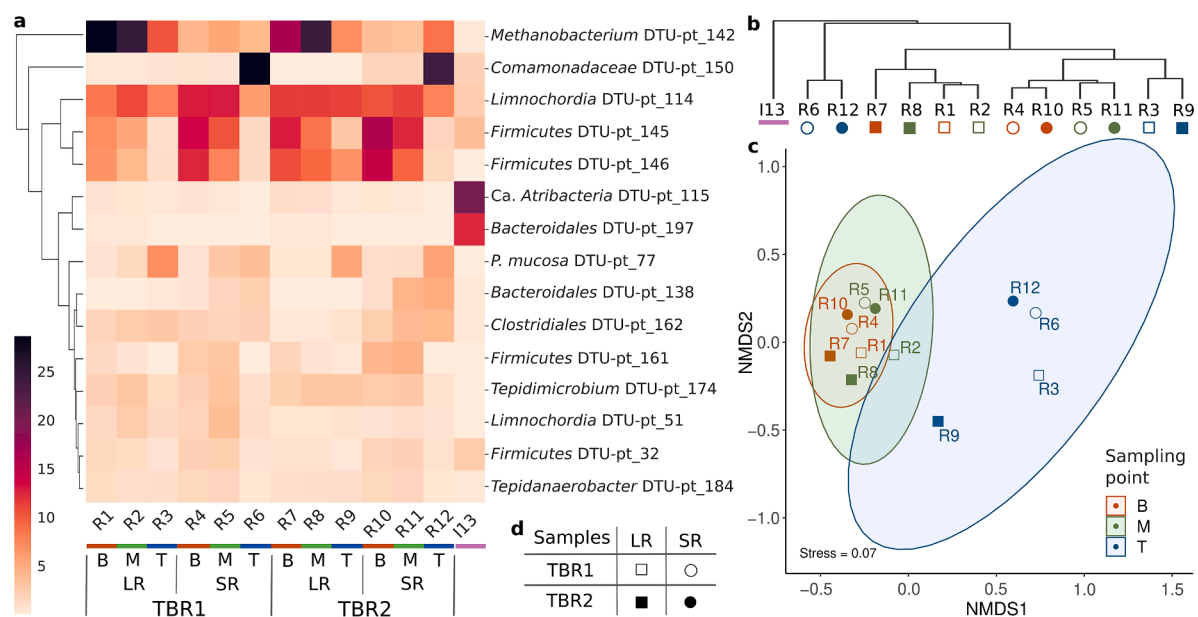 a
Methanobacterium DTU-pt_142
Comamonadaceae DTU-pt_150
Limnochordia DTU-pt_114
Firmicutes DTU-pt_145
Firmicutes DTU-pt_146
Ca. Atribacteria DTU-pt_115
Bacteroidales DTU-pt_197
P. mucosa DTU-pt_77
Bacteroidales DTU-pt_138
Clostridiales DTU-pt_162
Firmicutes DTU-pt_161
Tepidimicrobium DTU-pt_174
Limnochordia DTU-pt_51
Firmicutes DTU-pt_32
Tepidanaerobacter DTU-pt_184
25
20
15
10
5
R1 R2 R3 R4 R5 R6 R7 R8 R9 R10 R11 R12 I13
B M T B M T B M T B M T
LR SR LR SR
TBR1 TBR2
b
I13 R6 R12 R7 R8 R1 R2 R4 R10 R5 R11 R3 R9
c
1.0
0.5
0.0
−0.5
−1.0
NMDS2
R5
R10 R11
R4
R7 R1 R2
R8
R12
R6
R3
R9
Sampling
point
B
M
T
Stress = 0.07
−0.5 0.0 0.5 1.0 1.5
NMDS1
d
Samples LR SR
TBR1
TBR2